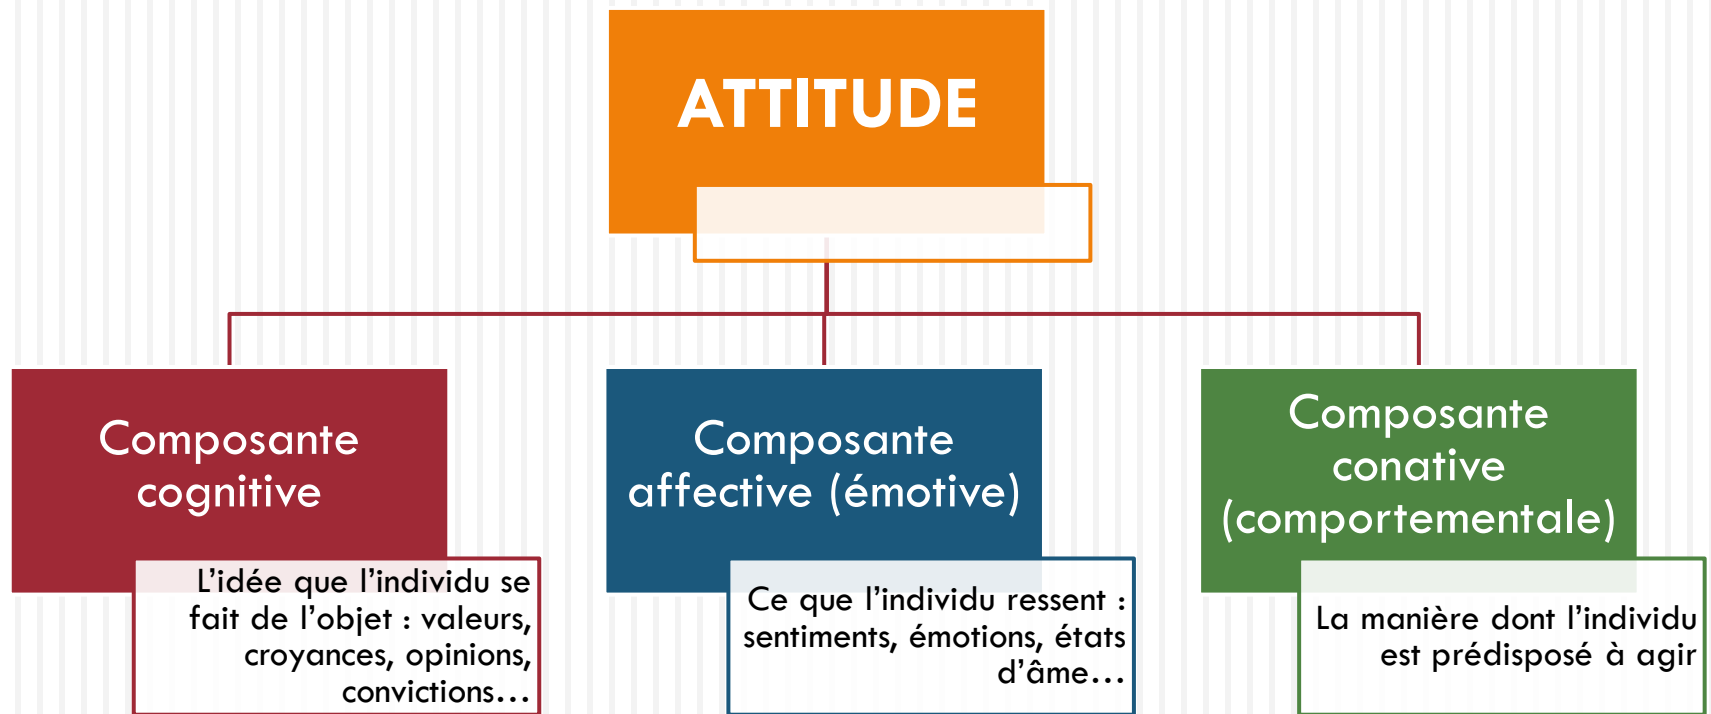 ATTITUDE
Composante
cognitive
L'idée que l'individu se
fait de l'objet : valeurs,
croyances, opinions,
convictions…
Composante
affective (émotive)
Ce que l'individu ressent :
sentiments, émotions, états
d'âme…
Composante
conative
(comportementale)
La manière dont l'individu
est prédisposé à agir